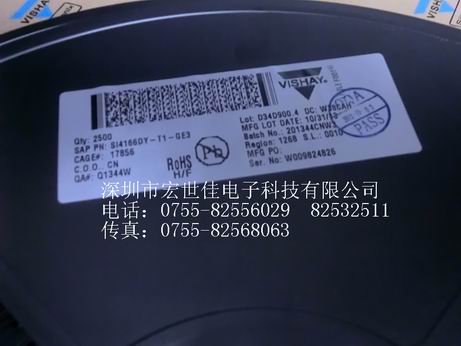 VISHAY
VISHAY
Qty: 2500
SAP PN: SI4166DY-T1-GE3
CAGE#: 17856
C.O.O.: CN
QA#: Q1344W
RoHS
H/F
Pb
Lot: D34D900.4
MFG LOT DATE: 10/31/13
Batch No.: 201344CNW3
Region: 1268 S.L.: 0010
MFG PO:
Serial No: W009824826
PASS
深圳市宏世佳电子科技有限公司
电话：0755-82556029 82532511
传真：0755-82568063